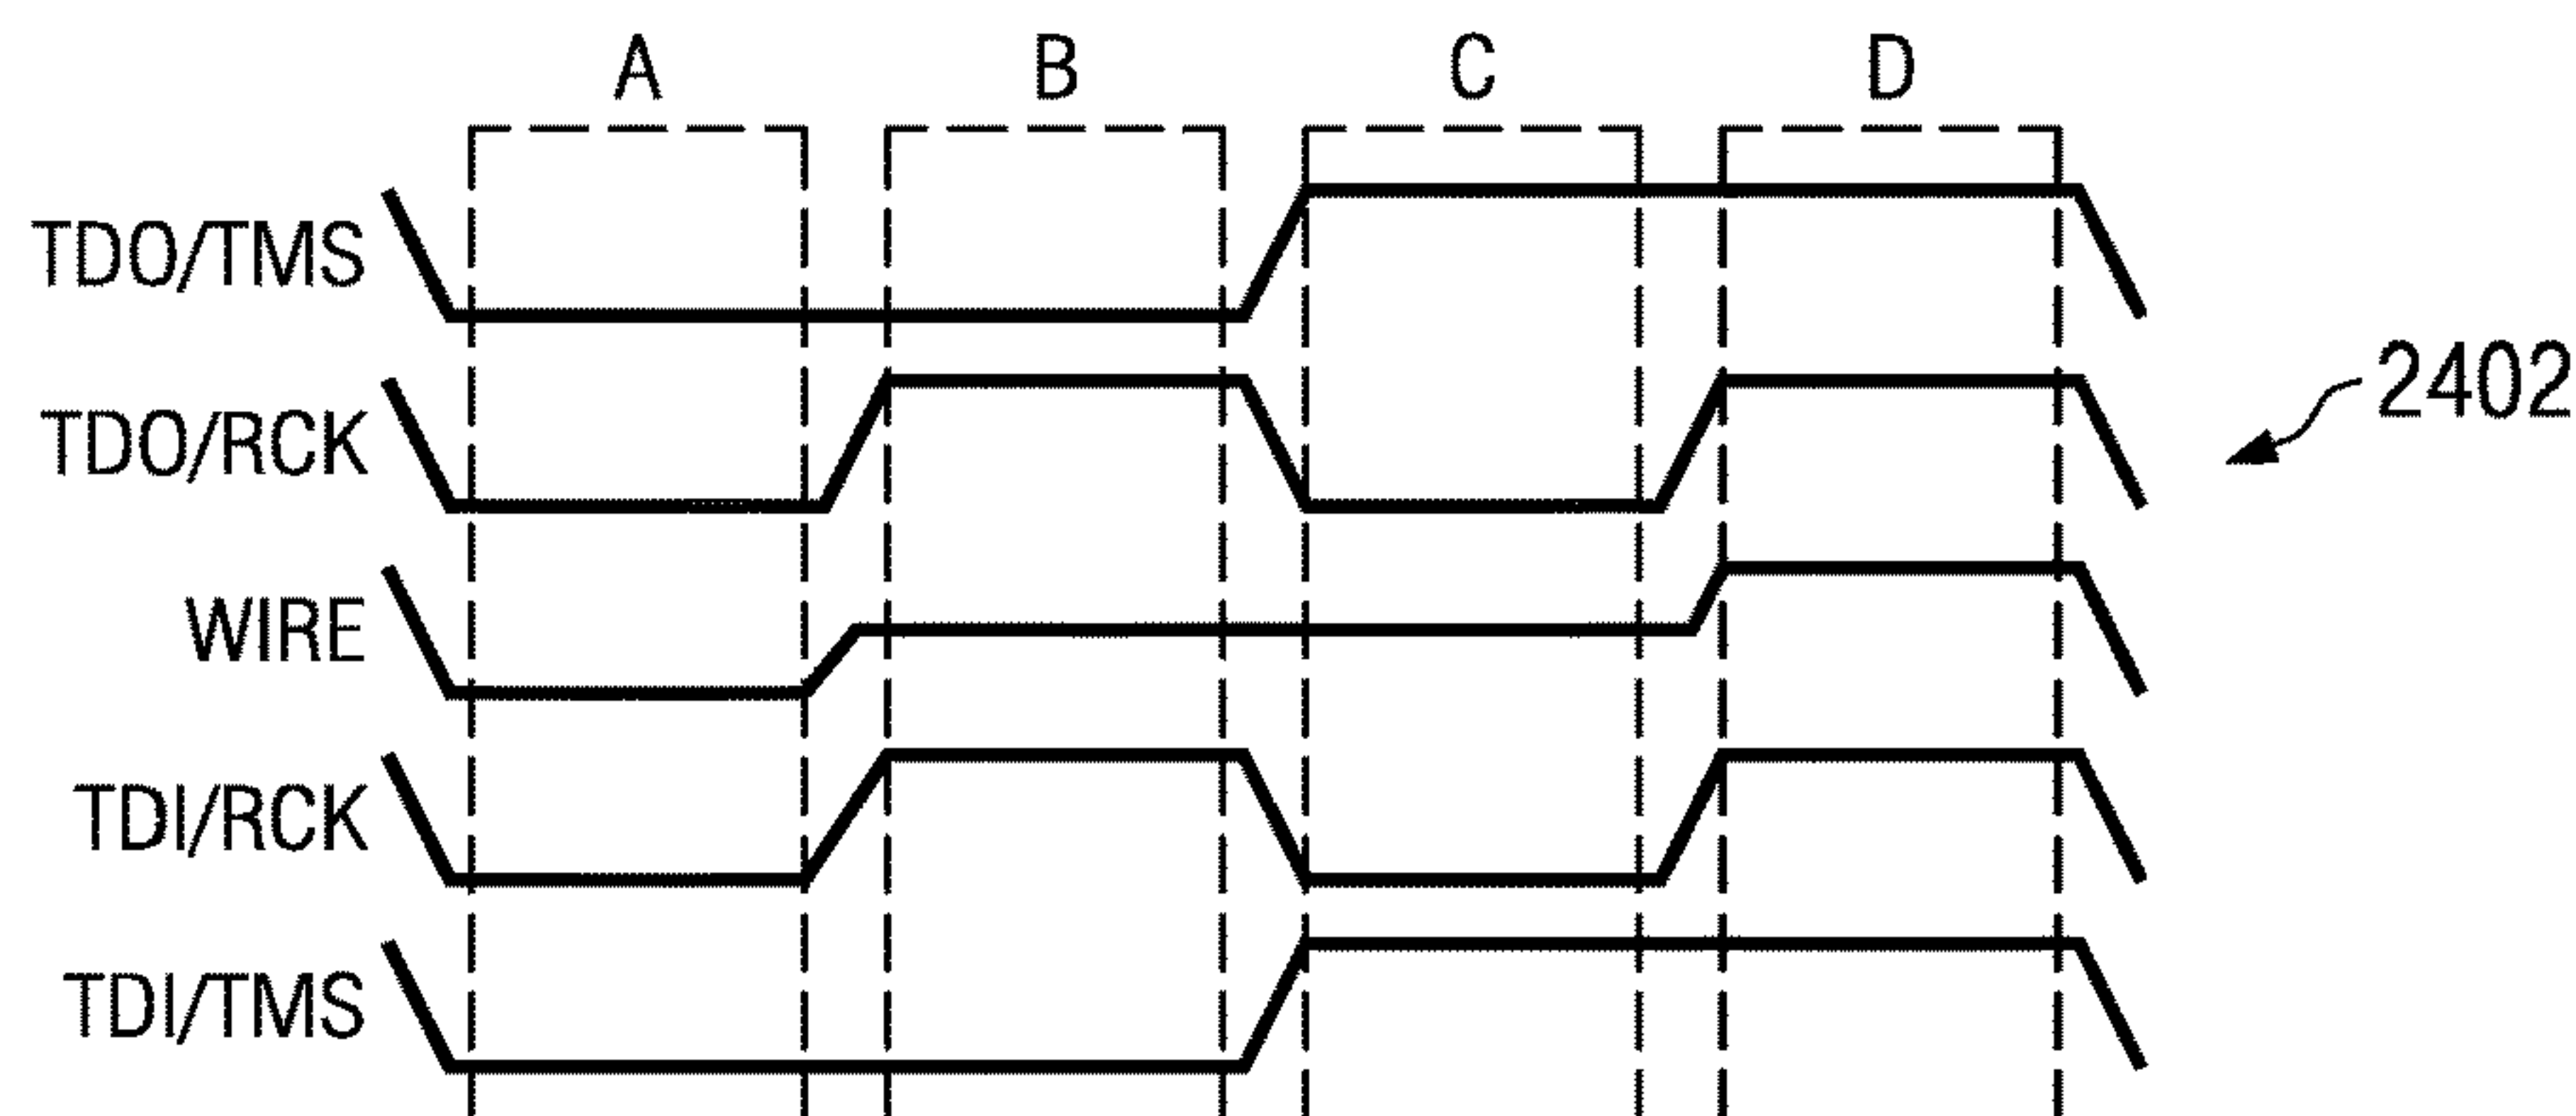 A B C D
TDO/TMS
TDO/RCK
2402
WIRE
TDI/RCK
TDI/TMS